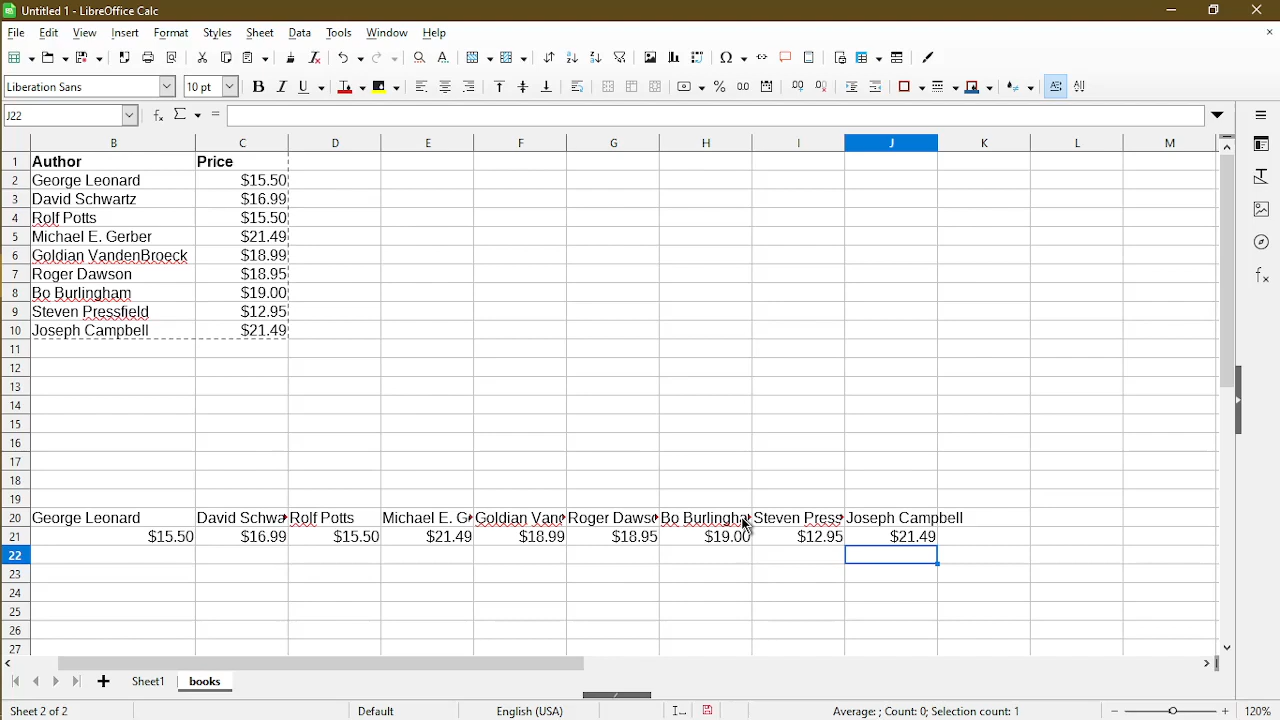 Untitled 1 - LibreOffice Calc
File Edit View Insert Format Styles Sheet Data Tools Window Help
Liberation Sans 10 pt B I U
J22
B C D E F G H I J K L M
1 Author Price
2 George Leonard $15.50
3 David Schwartz $16.99
4 Rolf Potts $15.50
5 Michael E. Gerber $21.49
6 Goldian VandenBroeck $18.99
7 Roger Dawson $18.95
8 Bo Burlingham $19.00
9 Steven Pressfield $12.95
10 Joseph Campbell $21.49
11
12
13
14
15
16
17
18
19
20 George Leonard David Schwa Rolf Potts Michael E. G Goldian Vand Roger Dawso Bo Burlingha Steven Press Joseph Campbell
21 $15.50 $16.99 $15.50 $21.49 $18.99 $18.95 $19.00 $12.95 $21.49
22
23
24
25
26
27
Sheet1 books
Sheet 2 of 2 Default English (USA) Average: ; Count: 0; Selection count: 1 120%